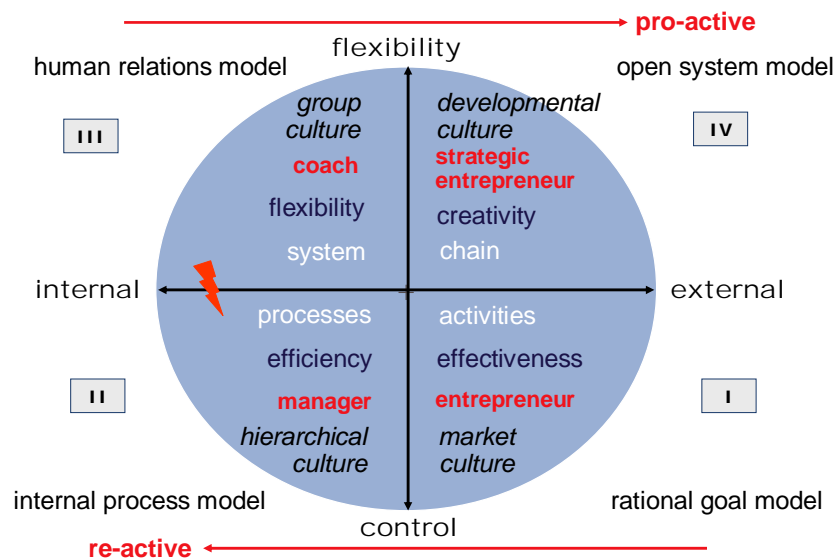 pro-active
flexibility
human relations model
open system model
group
culture
developmental
culture
III
IV
coach
strategic
entrepreneur
flexibility
creativity
system
chain
internal
external
processes
activities
efficiency
effectiveness
II
I
manager
entrepreneur
hierarchical
culture
market
culture
internal process model
rational goal model
control
re-active